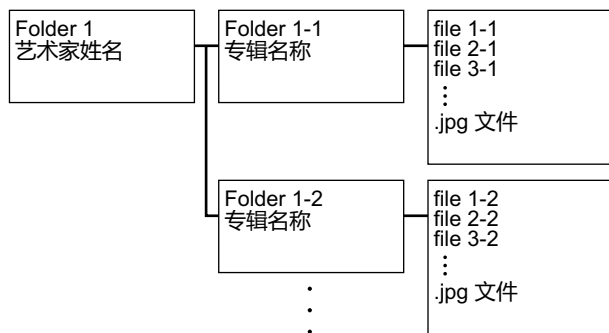 Folder 1
艺术家姓名
Folder 1-1
专辑名称
file 1-1
file 2-1
file 3-1
⋮
.jpg 文件
Folder 1-2
专辑名称
file 1-2
file 2-2
file 3-2
⋮
.jpg 文件
⋮